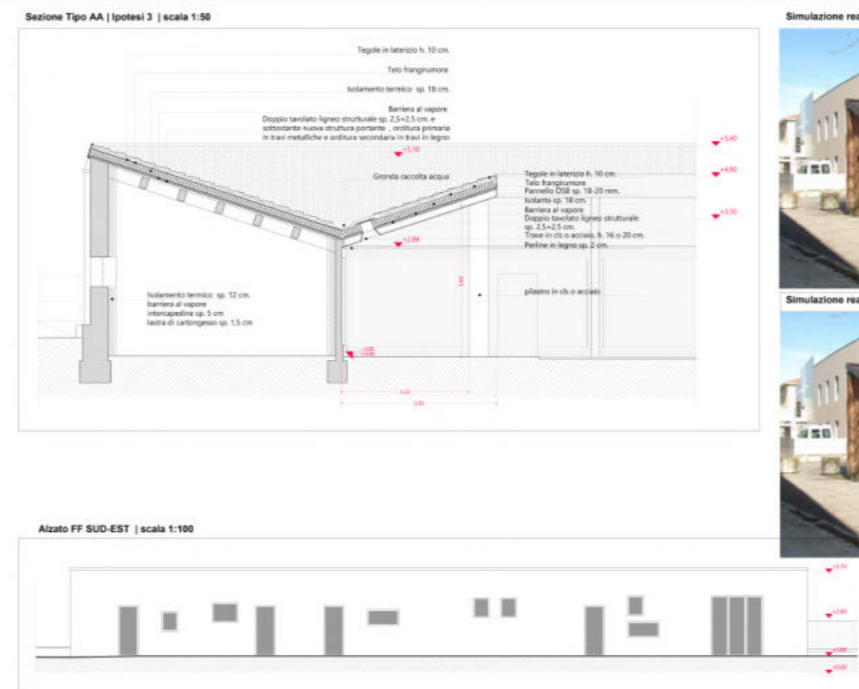 Sezione Tipo AA | Ipotesi 3 | scala 1:50
Simulazione rea
Tegole in laterizio h. 10 cm.
Telo frangirumore
Isolamento termico sp. 18 cm.
Barriera al vapore
Doppio tavolato ligneo strutturale sp. 2,5+2,5 cm. e
sottostante nuova struttura portante , orditura primaria
in travi metalliche e orditura secondaria in travi in legno.
+5,10
+5,40
Gronda raccolta acqua
+4,60
Tegole in laterizio h. 10 cm.
Telo frangirumore
Pannello OSB sp. 18-20 mm.
Isolante sp. 18 cm.
Barriera al vapore
Doppio tavolato ligneo strutturale
sp. 2,5+2,5 cm.
Trave in cls o acciaio, h. 16 o 20 cm.
Perline in legno sp. 2 cm.
+3,50
+2,84
Isolamento termico sp. 12 cm.
barriera al vapore
intercapedine sp. 5 cm
lastra di cartongesso sp. 1,5 cm
pilastro in cls o acciaio
Simulazione rea
Alzato FF SUD-EST | scala 1:100